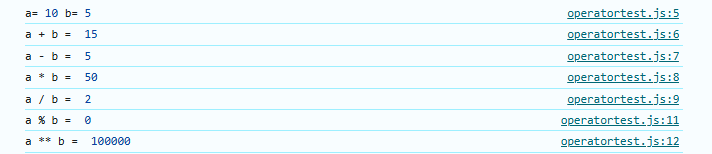 a= 10 b= 5 operatortest.js:5
a + b =  15 operatortest.js:6
a - b =  5 operatortest.js:7
a * b =  50 operatortest.js:8
a / b =  2 operatortest.js:9
a % b =  0 operatortest.js:11
a ** b =  100000 operatortest.js:12